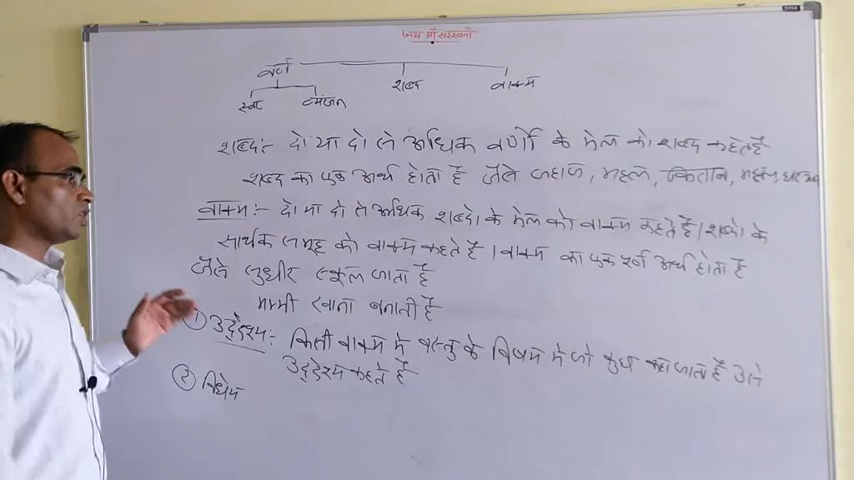 जय माँ सरस्वती
वर्ण शब्द वाक्य
स्वर व्यंजन
शब्द:- दो या दो से अधिक वर्णो के मेल को शब्द कहते है
शब्द का एक अर्थ होता है जैसे जहाज, महल, किताब,
वाक्य:- दो या दो से अधिक शब्दो के मेल को वाक्य कहते है। शब्दो के
सार्थक समूह को वाक्य कहते है। वाक्य का एक पूर्ण अर्थ होता है
जैसे सुधीर स्कूल जाता है
मम्मी खाना बनाती है
① उद्देश्य:- किसी वाक्य मे वस्तु के विषय मे जो कुछ कहा जाता है उसे
उद्देश्य कहते है
② विधेय